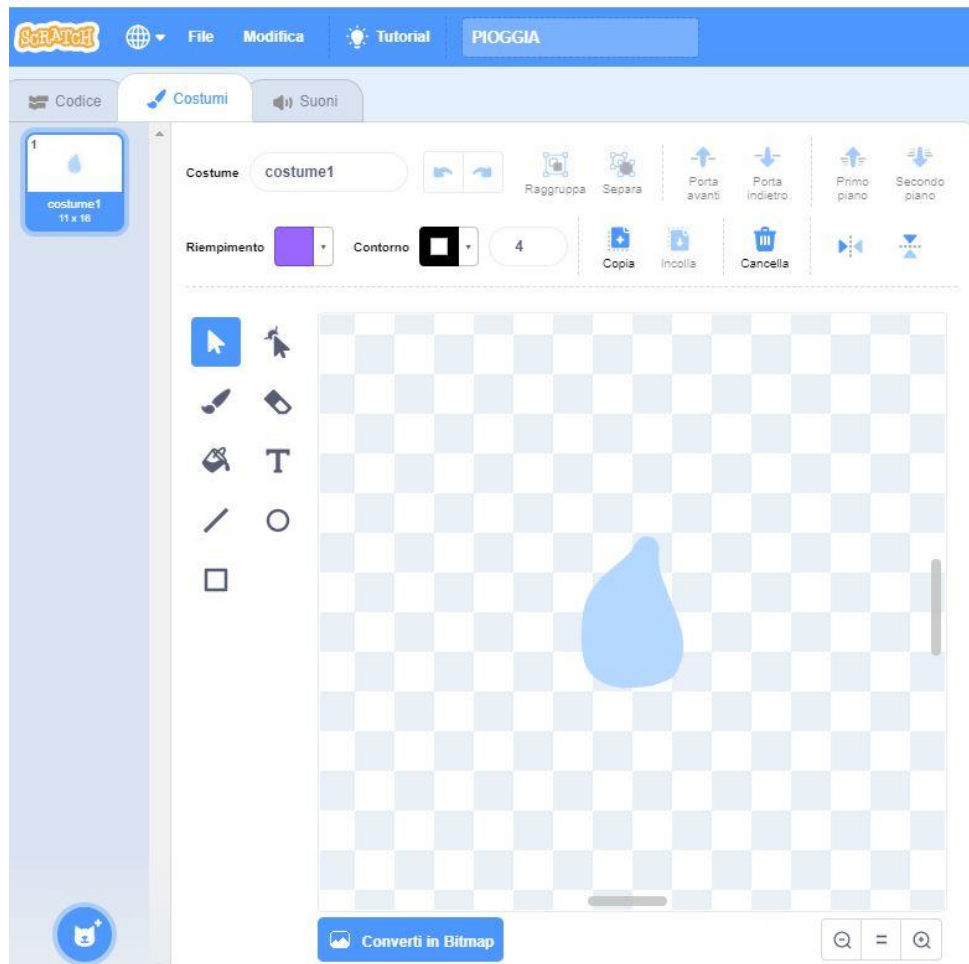 SCRATCH File Modifica Tutorial PIOGGIA
Codice Costumi Suoni
1
costume1
11 x 16
Costume costume1 Raggruppa Separa Porta avanti Porta indietro Primo piano Secondo piano
Riempimento Contorno 4 Copia Incolla Cancella
T
Converti in Bitmap
=